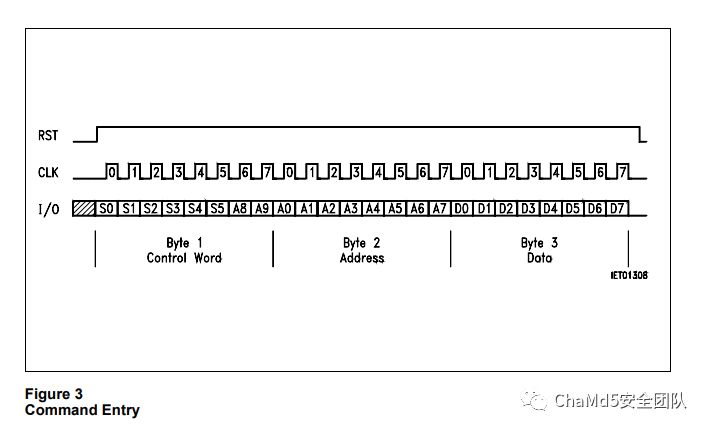 RST
CLK 0 1 2 3 4 5 6 7 0 1 2 3 4 5 6 7 0 1 2 3 4 5 6 7
I/O S0 S1 S2 S3 S4 S5 A8 A9 A0 A1 A2 A3 A4 A5 A6 A7 D0 D1 D2 D3 D4 D5 D6 D7
Byte 1 Byte 2 Byte 3
Control Word Address Data
IET01308
Figure 3
Command Entry
ChaMd5安全团队